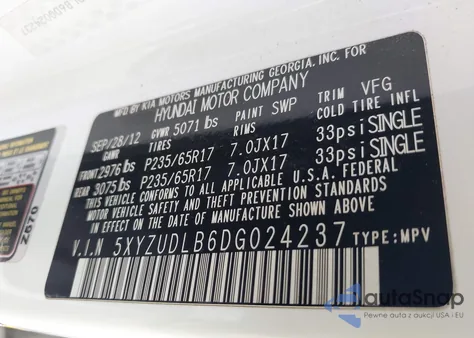 MFD BY KIA MOTORS MANUFACTURING GEORGIA, INC. FOR
HYUNDAI MOTOR COMPANY
SEP/28/12 GVWR 5071 lbs PAINT SWP TRIM VFG
GAWR TIRES RIMS COLD TIRE INFL
FRONT 2976 lbs P235/65R17 7.0JX17 33psi SINGLE
REAR 3075 lbs P235/65R17 7.0JX17 33psi SINGLE
THIS VEHICLE CONFORMS TO ALL APPLICABLE U.S.A. FEDERAL
MOTOR VEHICLE SAFETY AND THEFT PREVENTION STANDARDS
IN EFFECT ON THE DATE OF MANUFACTURE SHOWN ABOVE
V.I.N 5XYZUDLB6DG024237 TYPE: MPV
Z070
autaSnap
Pewne auta z aukcji USA i EU